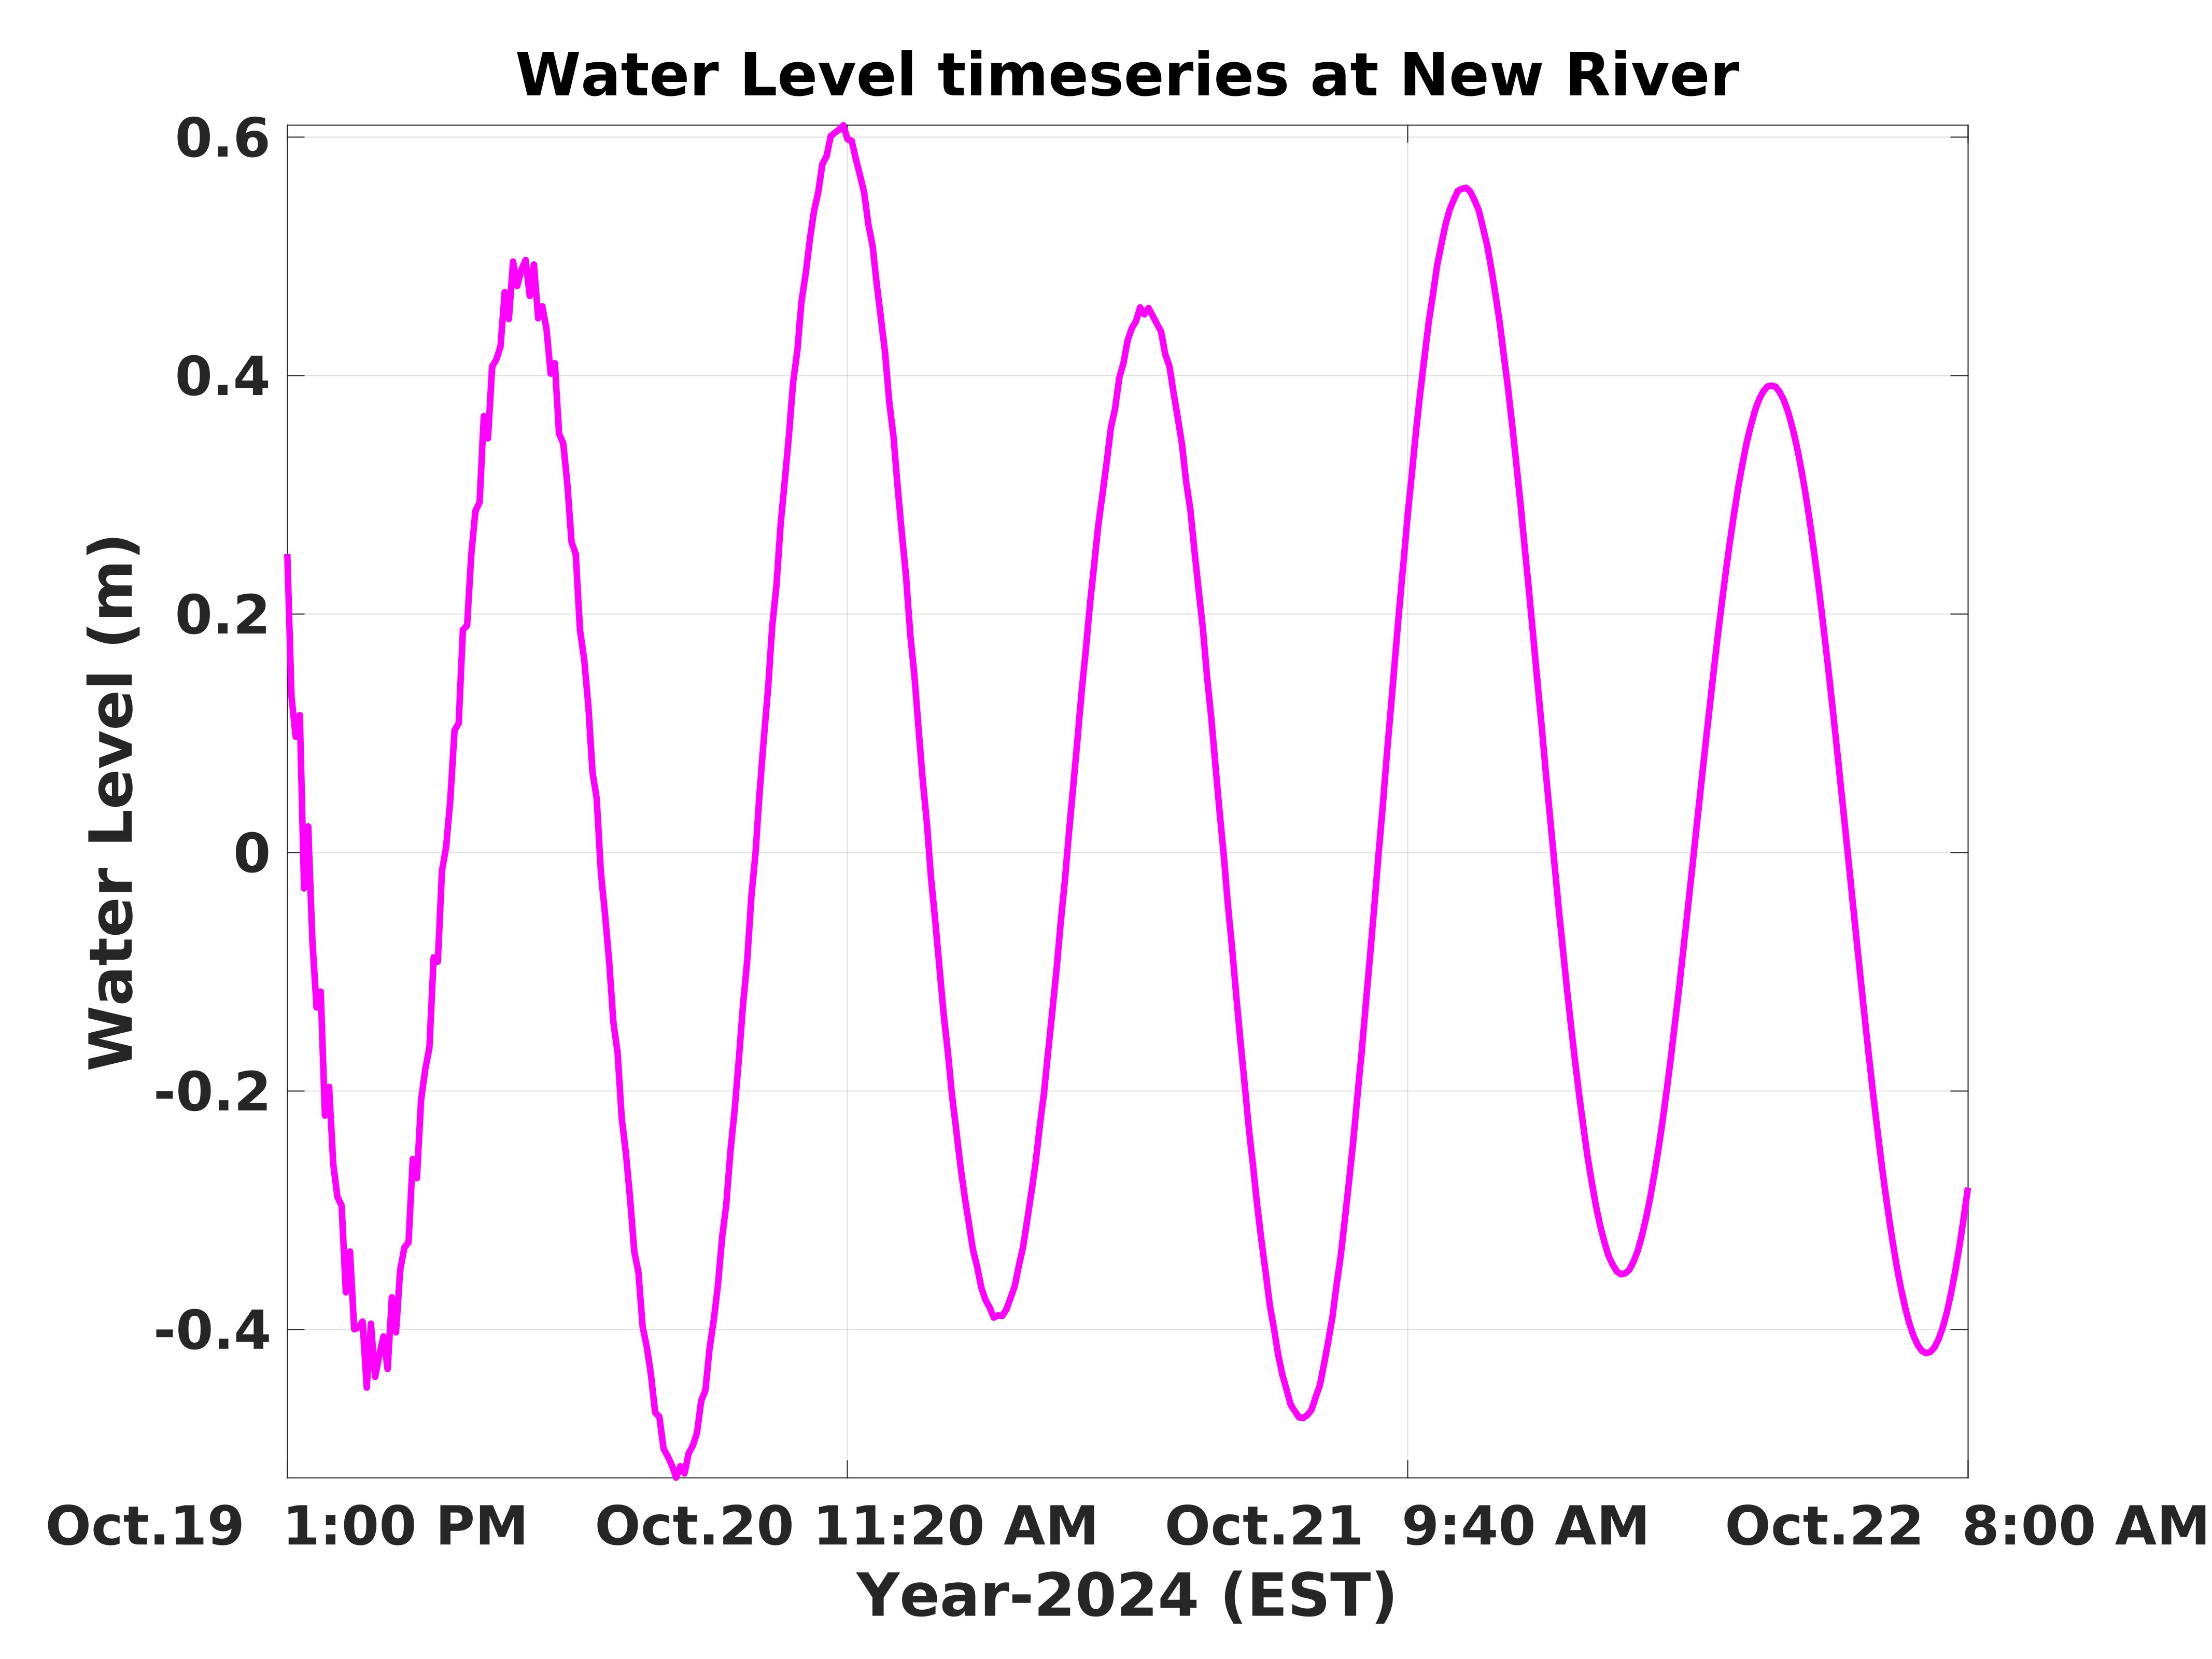 Water Level timeseries at New River
0.6
0.4
0.2
0
-0.2
-0.4
Water Level (m)
Oct.19 1:00 PM Oct.20 11:20 AM Oct.21 9:40 AM Oct.22 8:00 AM
Year-2024 (EST)